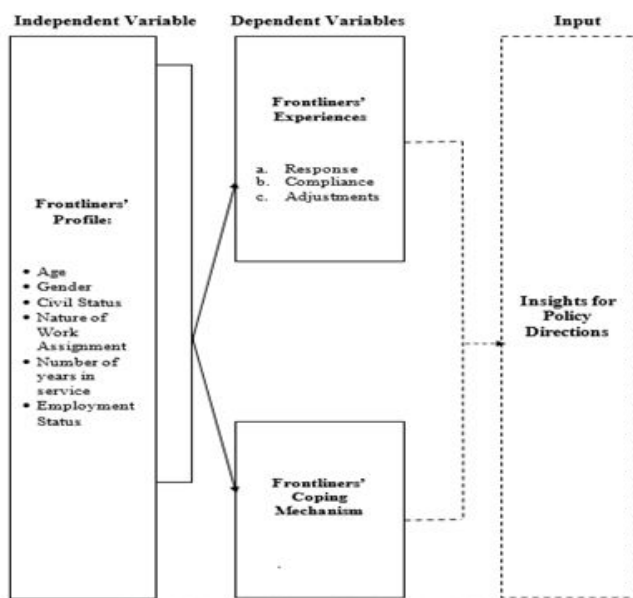 Independent Variable
Dependent Variables
Input
Frontliners'
Profile:
• Age
• Gender
• Civil Status
• Nature of
Work
Assignment
• Number of
years in
service
• Employment
Status
Frontliners'
Experiences
a. Response
b. Compliance
c. Adjustments
Frontliners'
Coping
Mechanism
Insights for
Policy
Directions